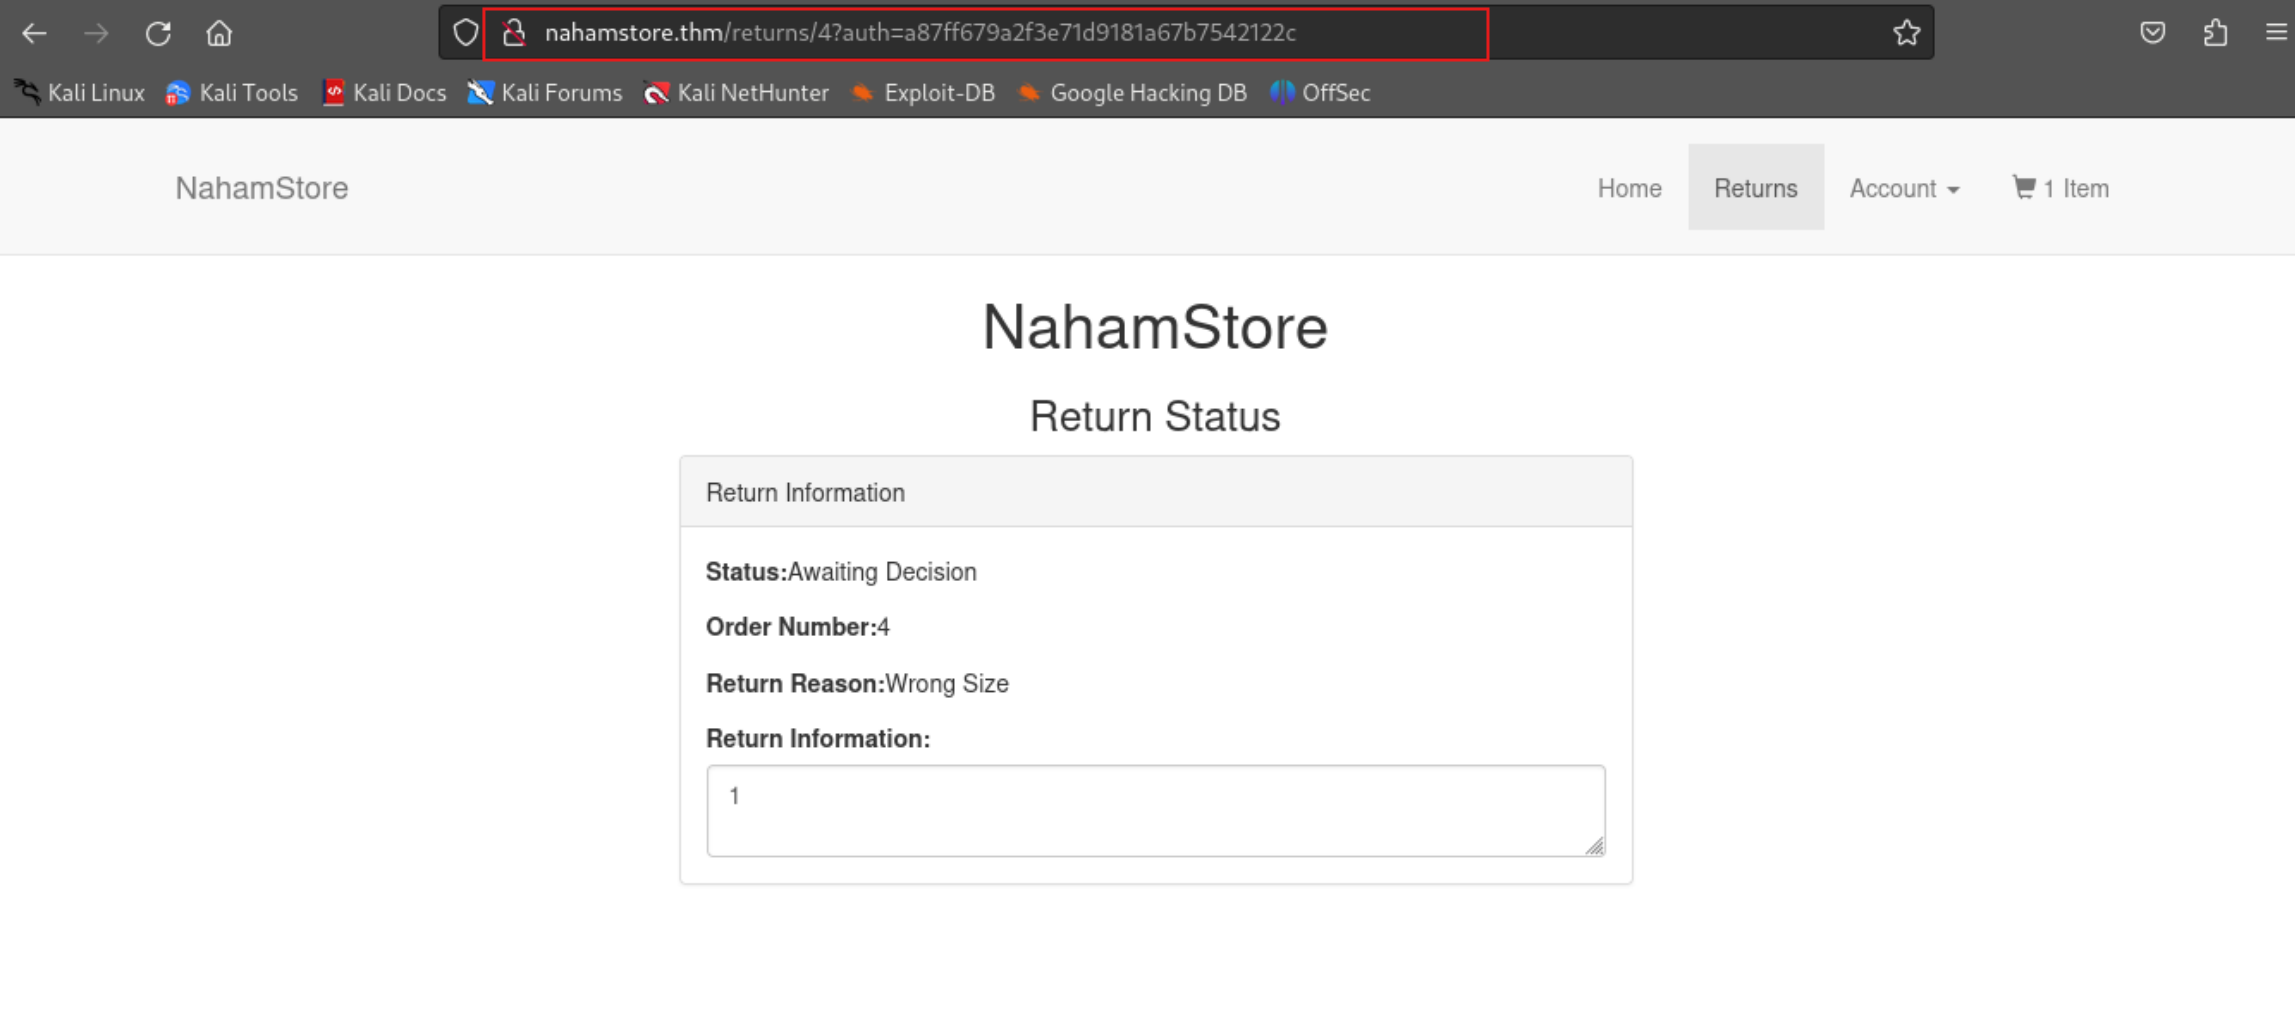 nahamstore.thm/returns/4?auth=a87ff679a2f3e71d9181a67b7542122c
Kali Linux Kali Tools Kali Docs Kali Forums Kali NetHunter Exploit-DB Google Hacking DB OffSec
NahamStore Home Returns Account 1 Item
NahamStore
Return Status
Return Information
Status:Awaiting Decision
Order Number:4
Return Reason:Wrong Size
Return Information:
1